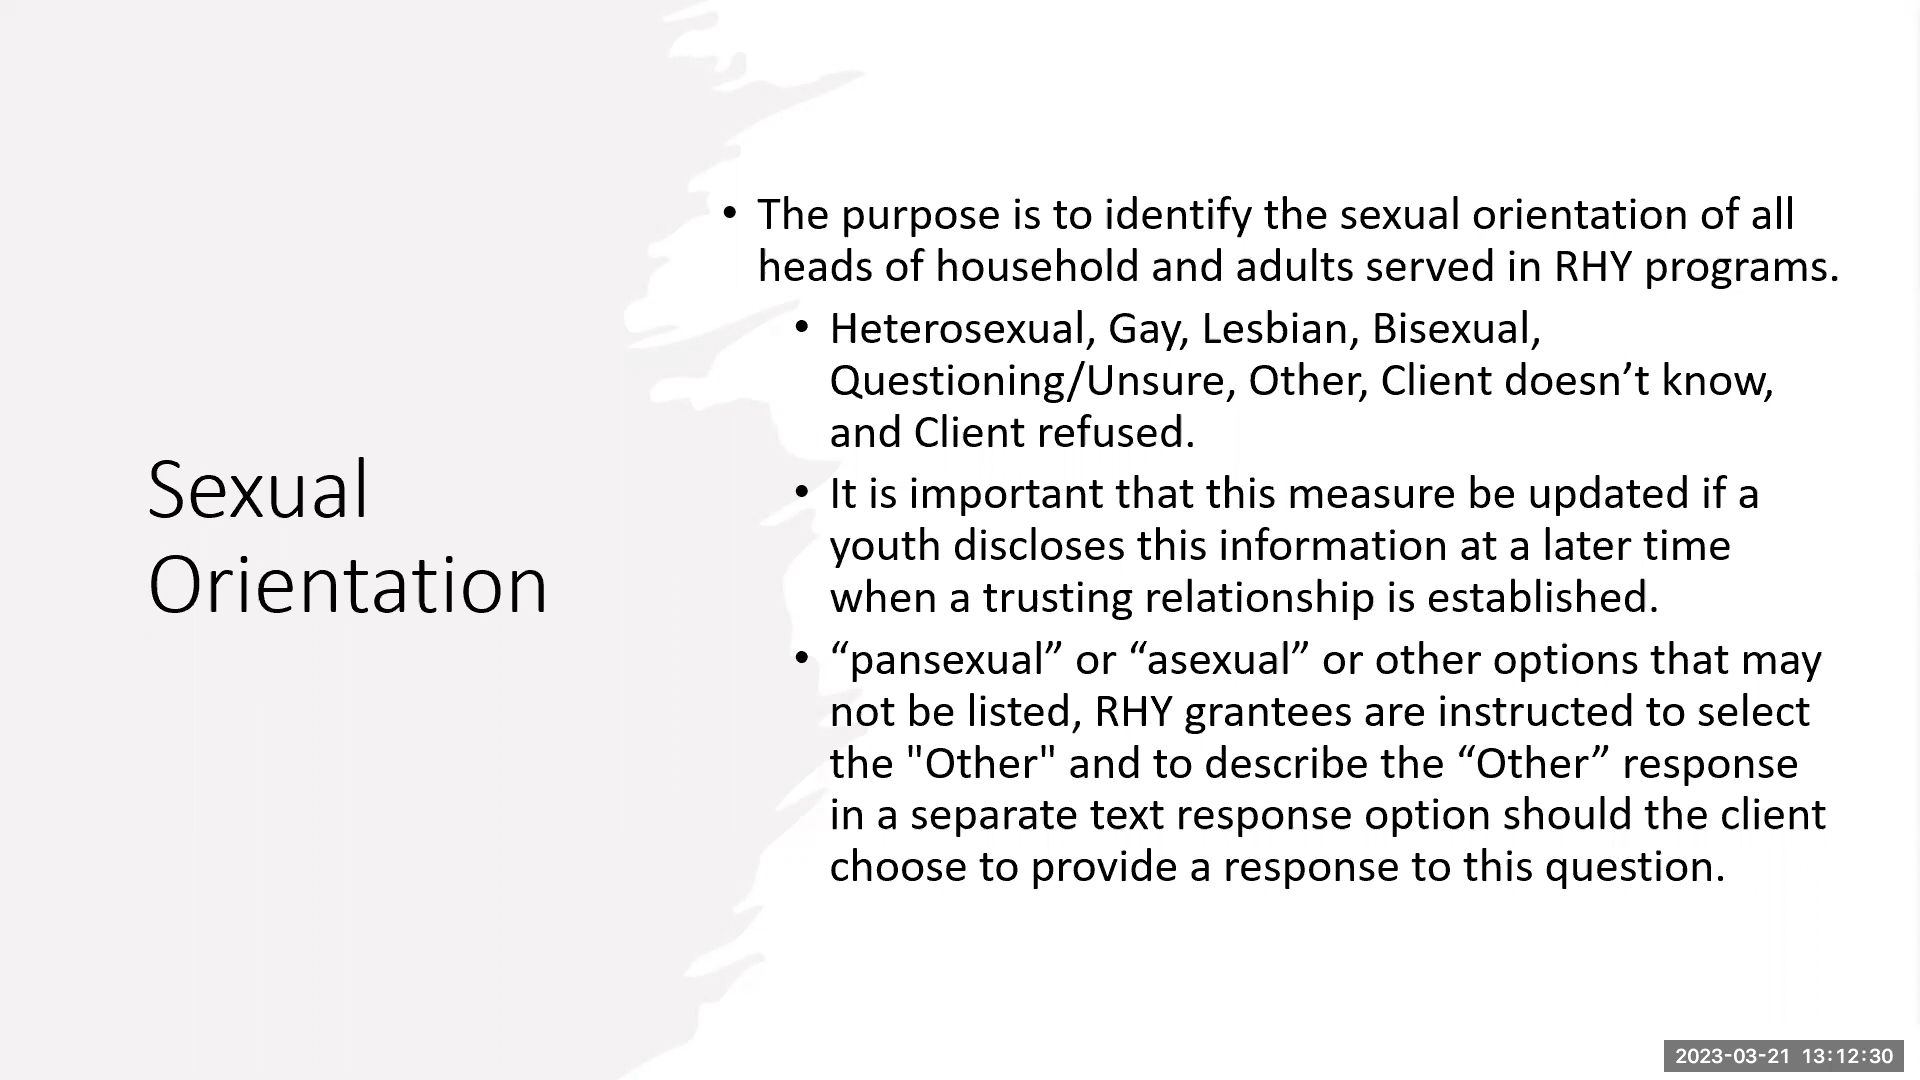 Sexual
Orientation
• The purpose is to identify the sexual orientation of all
heads of household and adults served in RHY programs.
• Heterosexual, Gay, Lesbian, Bisexual,
Questioning/Unsure, Other, Client doesn’t know,
and Client refused.
• It is important that this measure be updated if a
youth discloses this information at a later time
when a trusting relationship is established.
• “pansexual” or “asexual” or other options that may
not be listed, RHY grantees are instructed to select
the "Other" and to describe the “Other” response
in a separate text response option should the client
choose to provide a response to this question.
2023-03-21 13:12:30